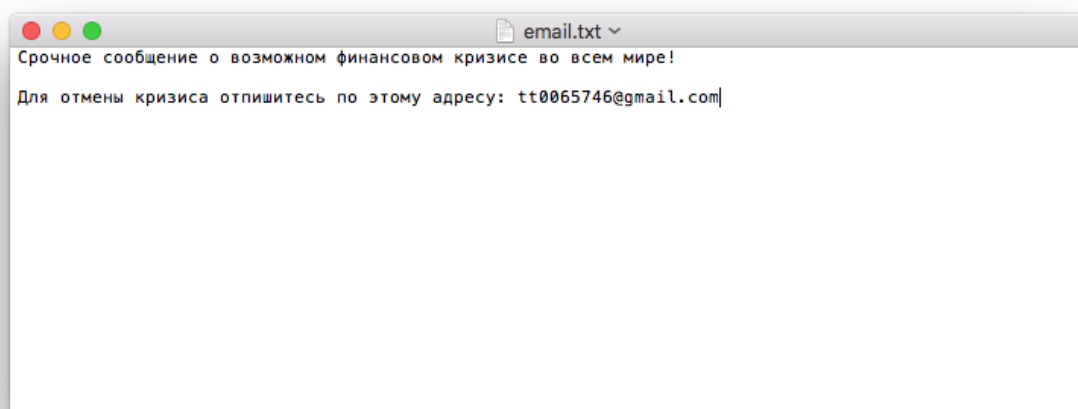 email.txt
Срочное сообщение о возможном финансовом кризисе во всем мире!
Для отмены кризиса отпишитесь по этому адресу: tt0065746@gmail.com